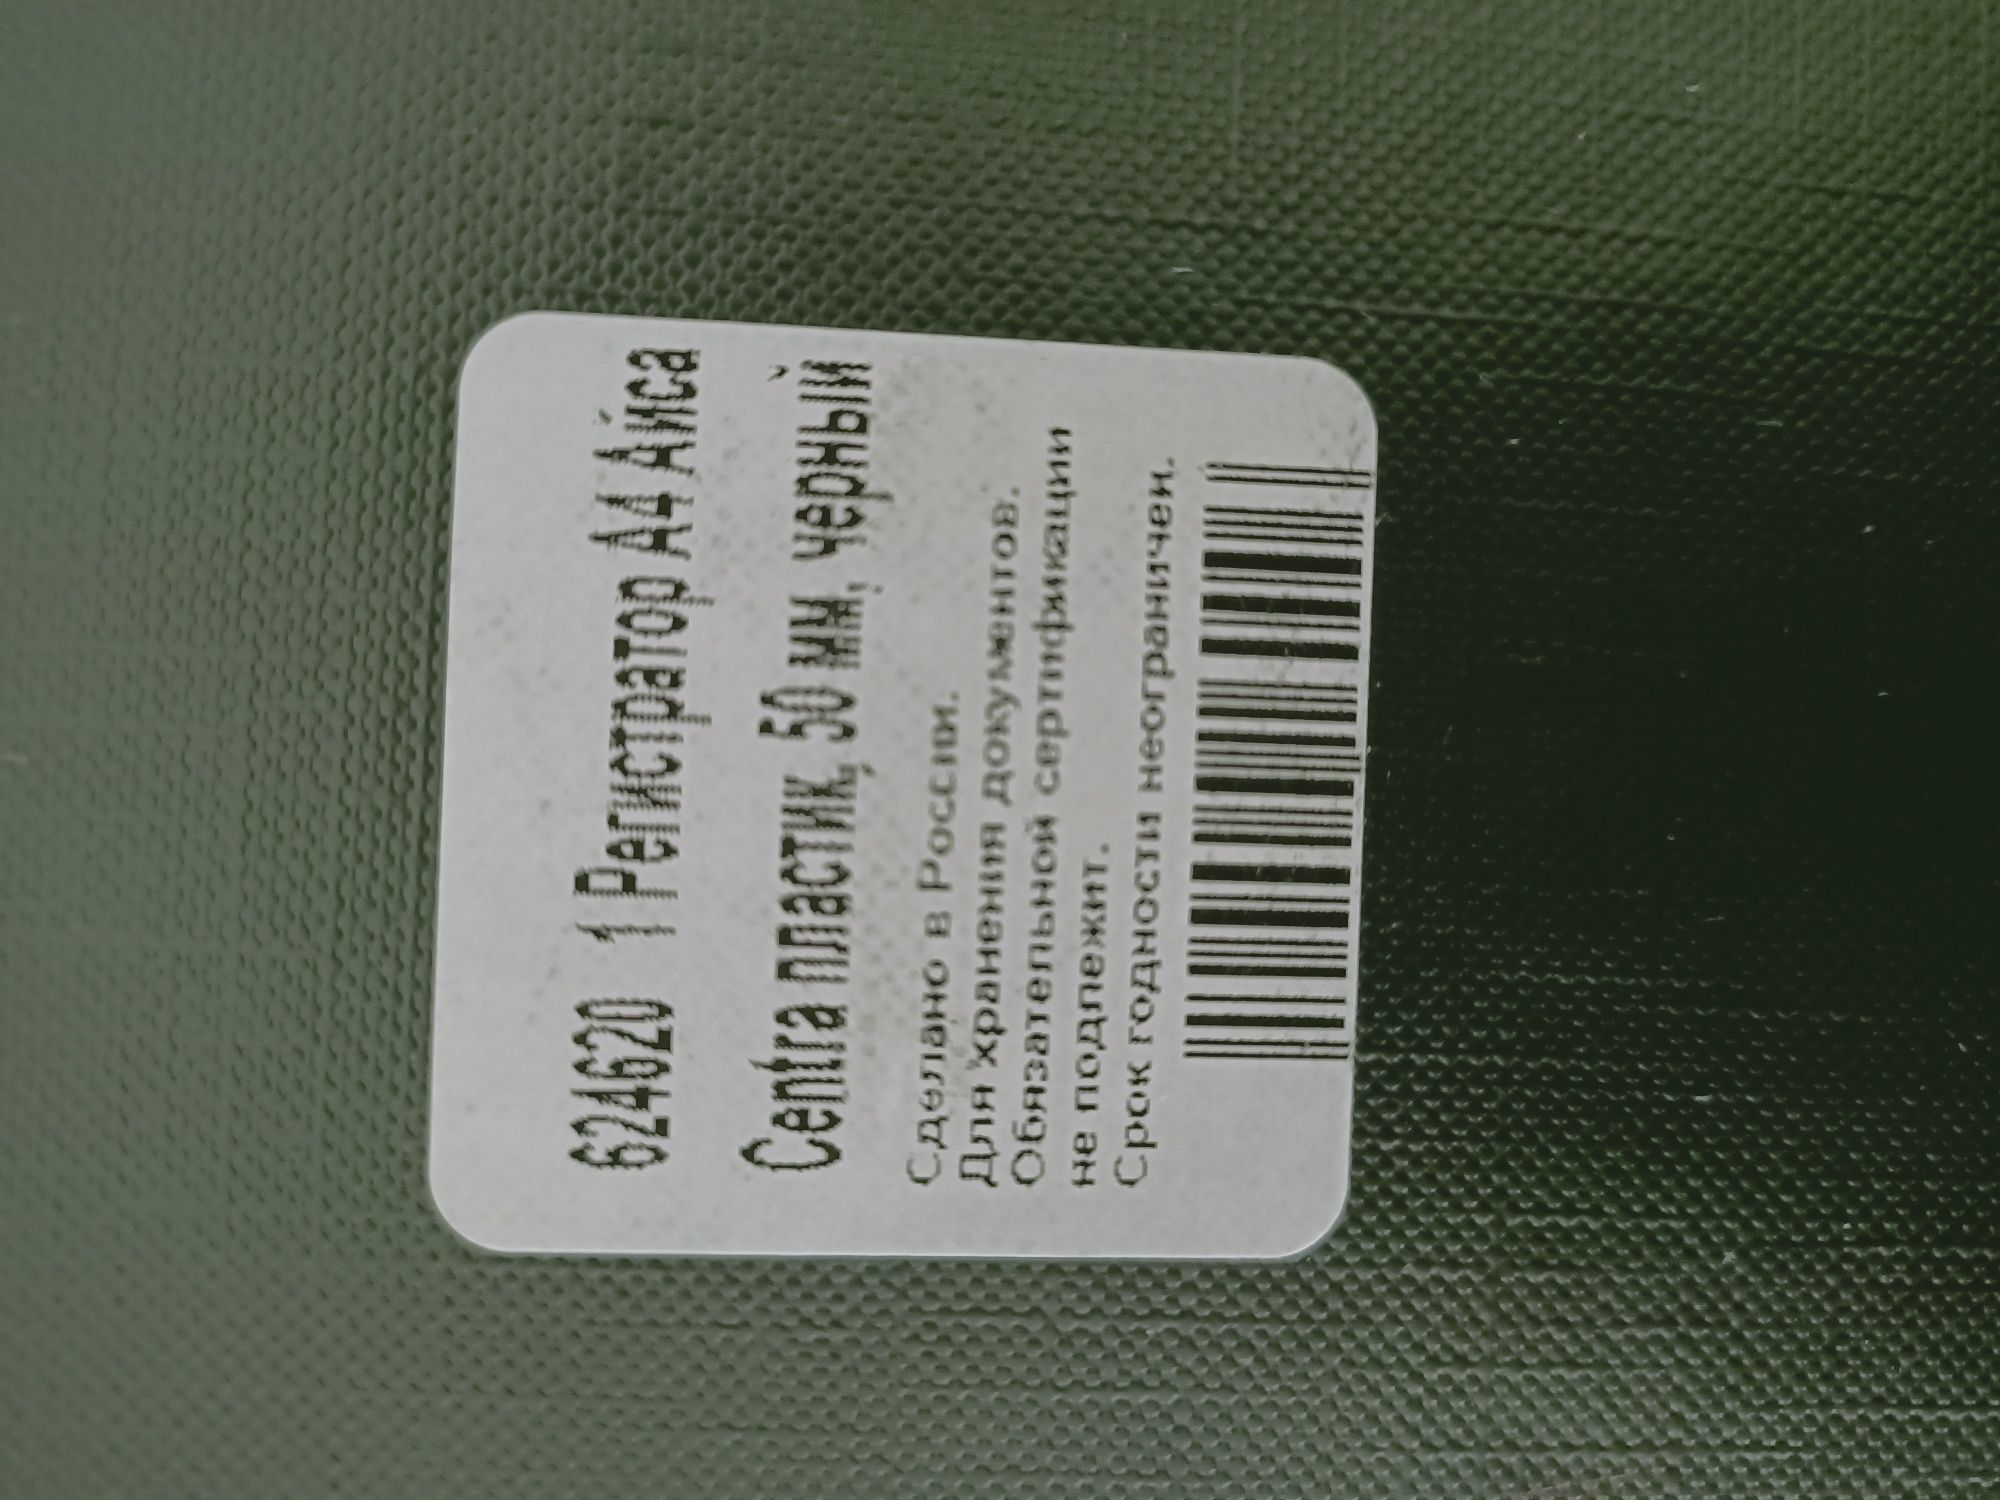 624620 1 Регистратор А4 Айса
Centra пластик, 50 мм, черный
Сделано в России.
Для хранения документов.
Обязательной сертификации
не подлежит.
Срок годности неограничен.